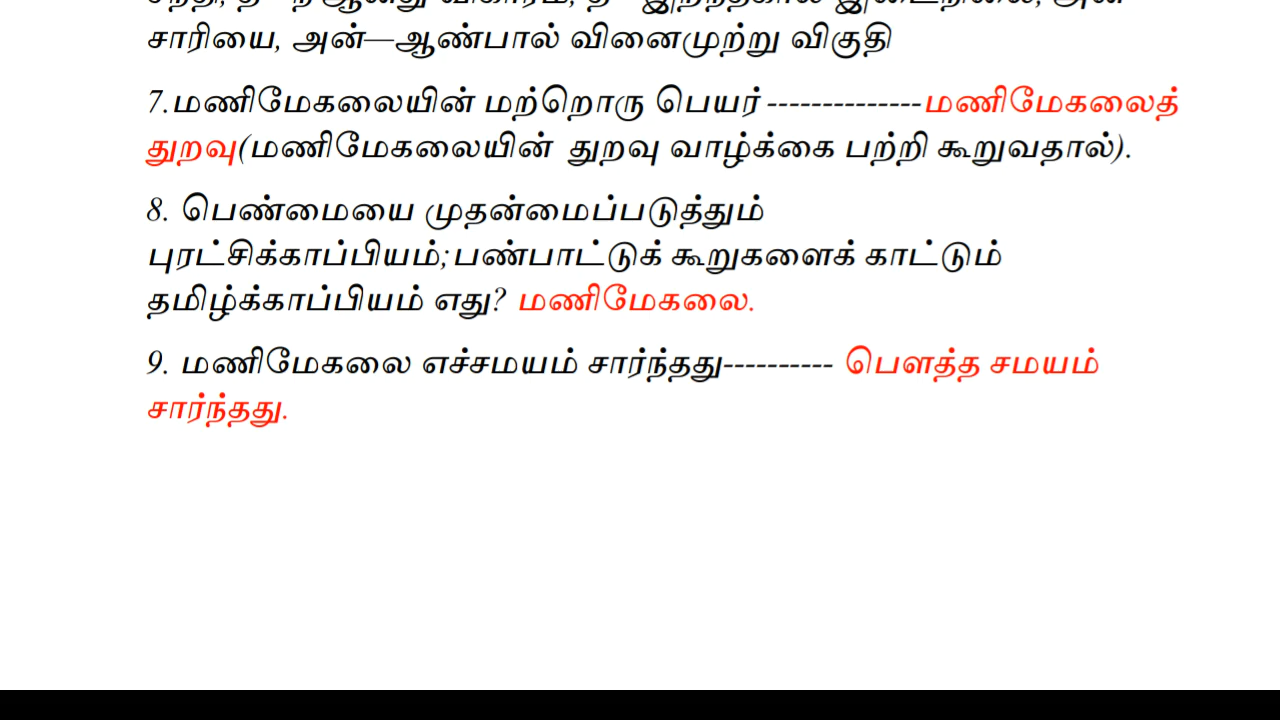 சாரியை, அன்—ஆண்பால் வினைமுற்று விகுதி
7.மணிமேகலையின் மற்றொரு பெயர் --------------மணிமேகலைத்
துறவு(மணிமேகலையின் துறவு வாழ்க்கை பற்றி கூறுவதால்).
8. பெண்மையை முதன்மைப்படுத்தும்
புரட்சிக்காப்பியம்;பண்பாட்டுக் கூறுகளைக் காட்டும்
தமிழ்க்காப்பியம் எது? மணிமேகலை.
9. மணிமேகலை எச்சமயம் சார்ந்தது---------- பௌத்த சமயம்
சார்ந்தது.